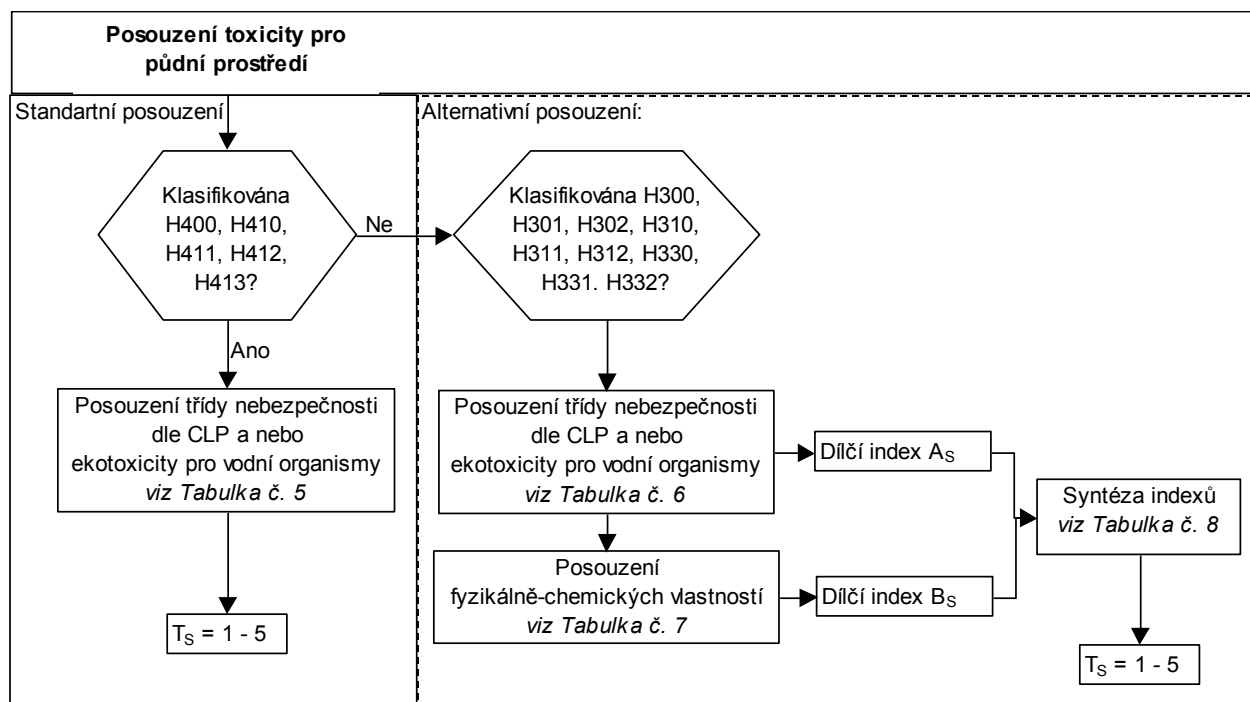 Posouzení toxicity pro
půdní prostředí
Standartní posouzení
Alternativní posouzení:
Klasifikována
H400, H410,
H411, H412,
H413?
Ne
Klasifikována H300,
H301, H302, H310,
H311, H312, H330,
H331. H332?
Ano
Posouzení třídy nebezpečnosti
dle CLP a nebo
ekotoxicity pro vodní organismy
viz Tabulka č. 5
Posouzení třídy nebezpečnosti
dle CLP a nebo
ekotoxicity pro vodní organismy
viz Tabulka č. 6
Dílčí index AS
Syntéza indexů
viz Tabulka č. 8
Posouzení
fyzikálně-chemických vlastností
viz Tabulka č. 7
Dílčí index BS
TS = 1 - 5
TS = 1 - 5